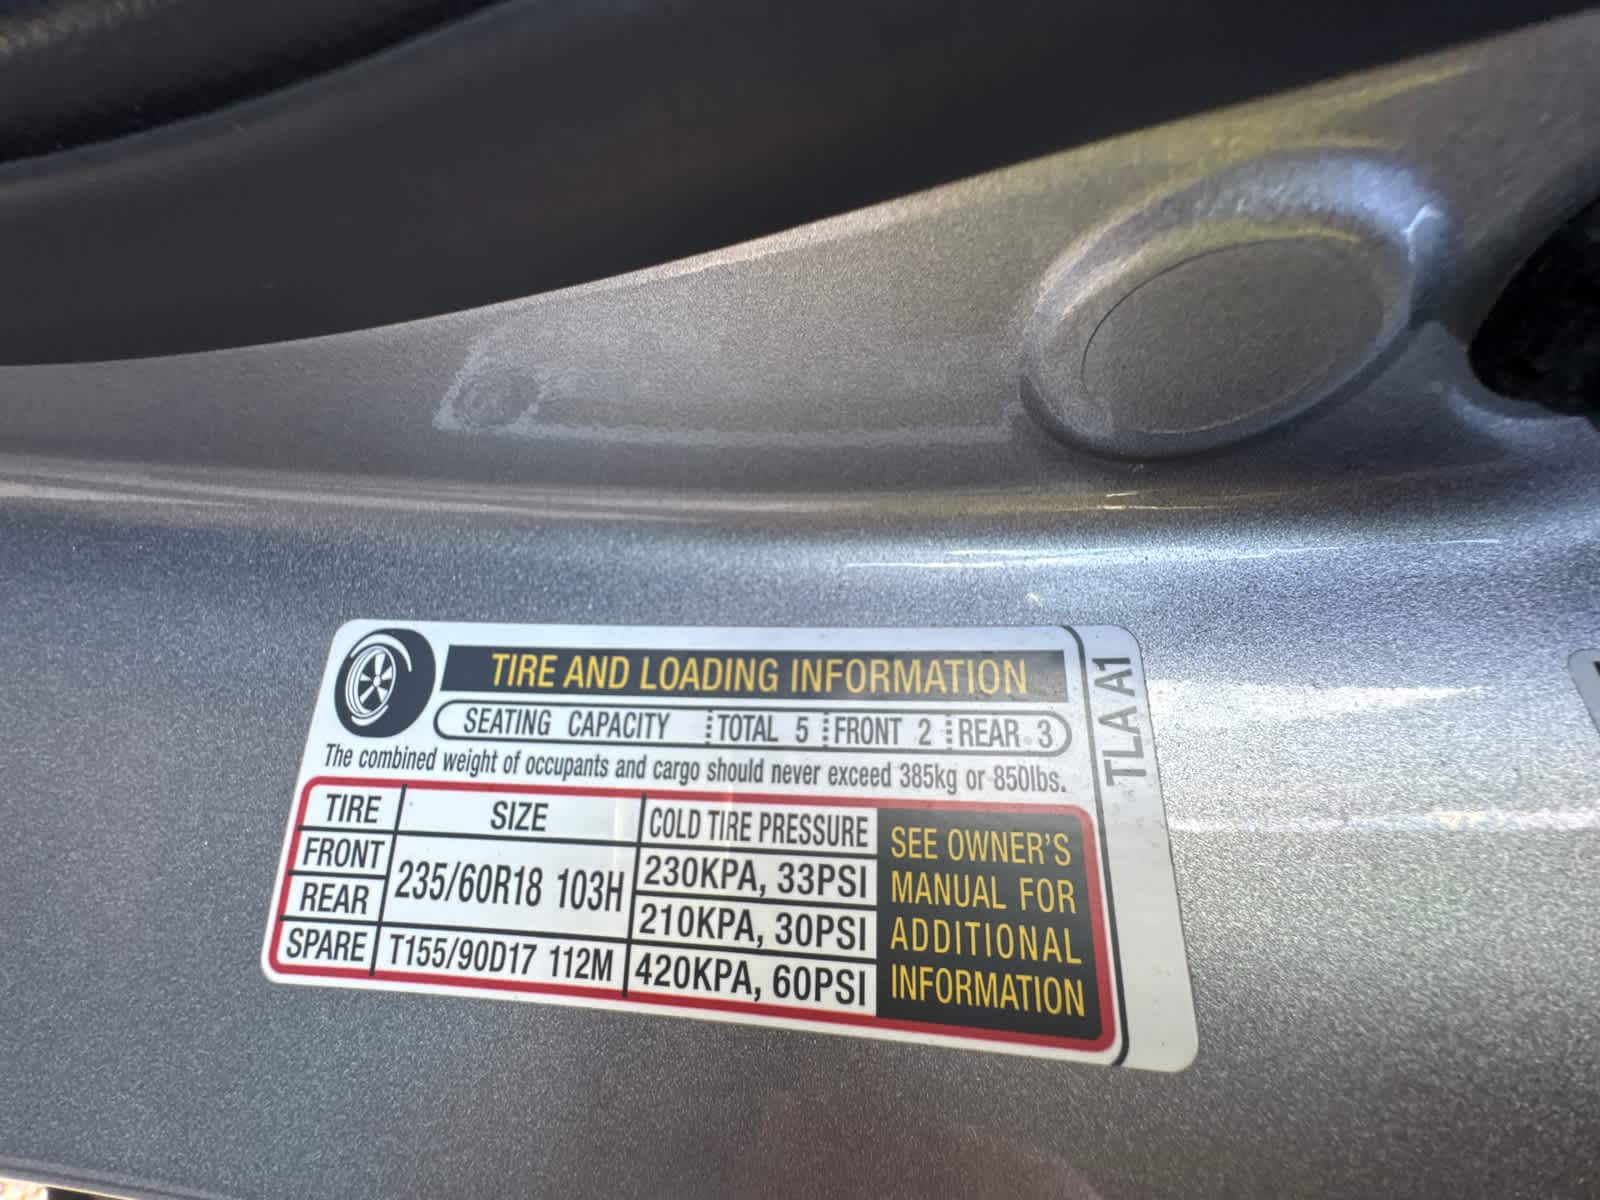 TIRE AND LOADING INFORMATION
SEATING CAPACITY TOTAL 5 FRONT 2 REAR 3
The combined weight of occupants and cargo should never exceed 385kg or 850lbs.
TIRE SIZE COLD TIRE PRESSURE
FRONT 235/60R18 103H 230KPA, 33PSI
REAR 210KPA, 30PSI
SPARE T155/90D17 112M 420KPA, 60PSI
SEE OWNER'S
MANUAL FOR
ADDITIONAL
INFORMATION
TLA A1